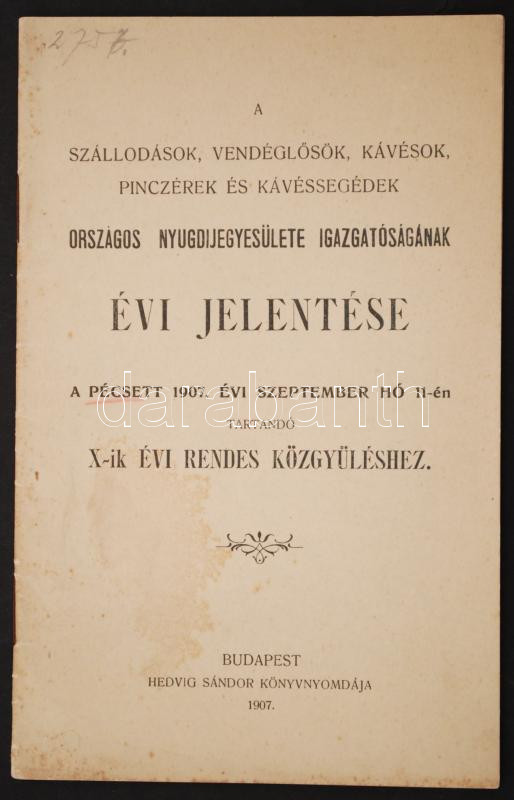 2757.
A
SZÁLLODÁSOK, VENDÉGLŐSÖK, KÁVÉSOK,
PINCZÉREK ÉS KÁVÉSSEGÉDEK
ORSZÁGOS NYUGDIJEGYESÜLETE IGAZGATÓSÁGÁNAK
ÉVI JELENTÉSE
A PÉCSETT 1907. ÉVI SZEPTEMBER HÓ 11-én
darabanth
TARTANDÓ
X-ik ÉVI RENDES KÖZGYÜLÉSHEZ.
BUDAPEST
HEDVIG SÁNDOR KÖNYVNYOMDÁJA
1907.